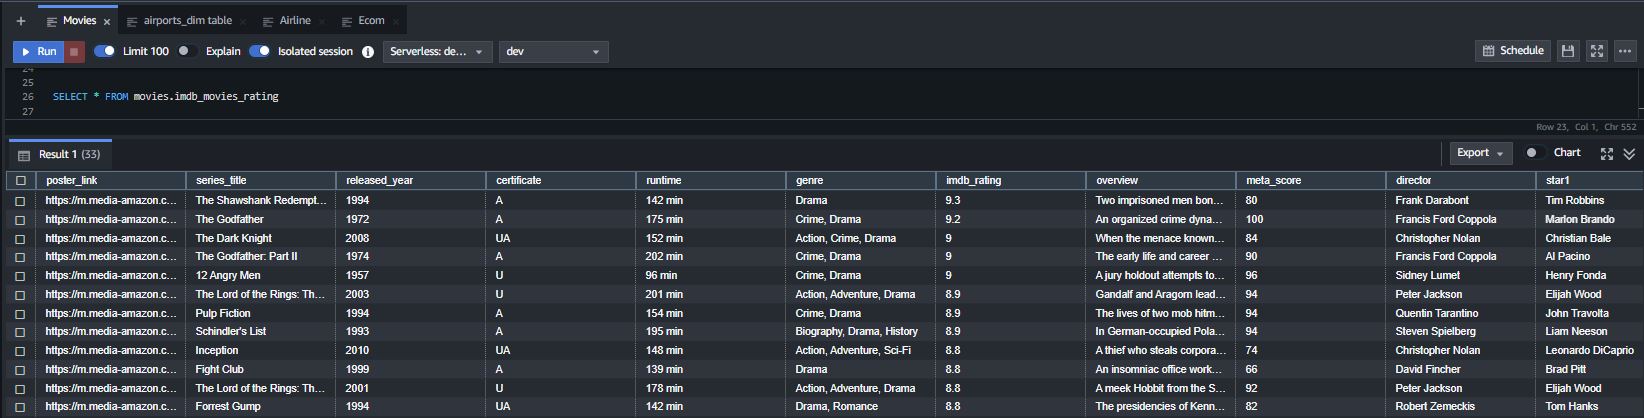 + Movies × airports_dim table × Airline × Ecom ×
Run Limit 100 Explain Isolated session i Serverless: de... dev Schedule ...
24
25
26 SELECT * FROM movies.imdb_movies_rating
27
Row 23, Col 1, Chr 552
Result 1 (33) Export Chart
poster_link series_title released_year certificate runtime genre imdb_rating overview meta_score director star1
https://m.media-amazon.c... The Shawshank Redempt... 1994 A 142 min Drama 9.3 Two imprisoned men bon... 80 Frank Darabont Tim Robbins
https://m.media-amazon.c... The Godfather 1972 A 175 min Crime, Drama 9.2 An organized crime dyna... 100 Francis Ford Coppola Marlon Brando
https://m.media-amazon.c... The Dark Knight 2008 UA 152 min Action, Crime, Drama 9 When the menace known... 84 Christopher Nolan Christian Bale
https://m.media-amazon.c... The Godfather: Part II 1974 A 202 min Crime, Drama 9 The early life and career ... 90 Francis Ford Coppola Al Pacino
https://m.media-amazon.c... 12 Angry Men 1957 U 96 min Crime, Drama 9 A jury holdout attempts to... 96 Sidney Lumet Henry Fonda
https://m.media-amazon.c... The Lord of the Rings: Th... 2003 U 201 min Action, Adventure, Drama 8.9 Gandalf and Aragorn lead... 94 Peter Jackson Elijah Wood
https://m.media-amazon.c... Pulp Fiction 1994 A 154 min Crime, Drama 8.9 The lives of two mob hitm... 94 Quentin Tarantino John Travolta
https://m.media-amazon.c... Schindler's List 1993 A 195 min Biography, Drama, History 8.9 In German-occupied Pola... 94 Steven Spielberg Liam Neeson
https://m.media-amazon.c... Inception 2010 UA 148 min Action, Adventure, Sci-Fi 8.8 A thief who steals corpora... 74 Christopher Nolan Leonardo DiCaprio
https://m.media-amazon.c... Fight Club 1999 A 139 min Drama 8.8 An insomniac office work... 66 David Fincher Brad Pitt
https://m.media-amazon.c... The Lord of the Rings: Th... 2001 U 178 min Action, Adventure, Drama 8.8 A meek Hobbit from the S... 92 Peter Jackson Elijah Wood
https://m.media-amazon.c... Forrest Gump 1994 UA 142 min Drama, Romance 8.8 The presidencies of Kenn... 82 Robert Zemeckis Tom Hanks